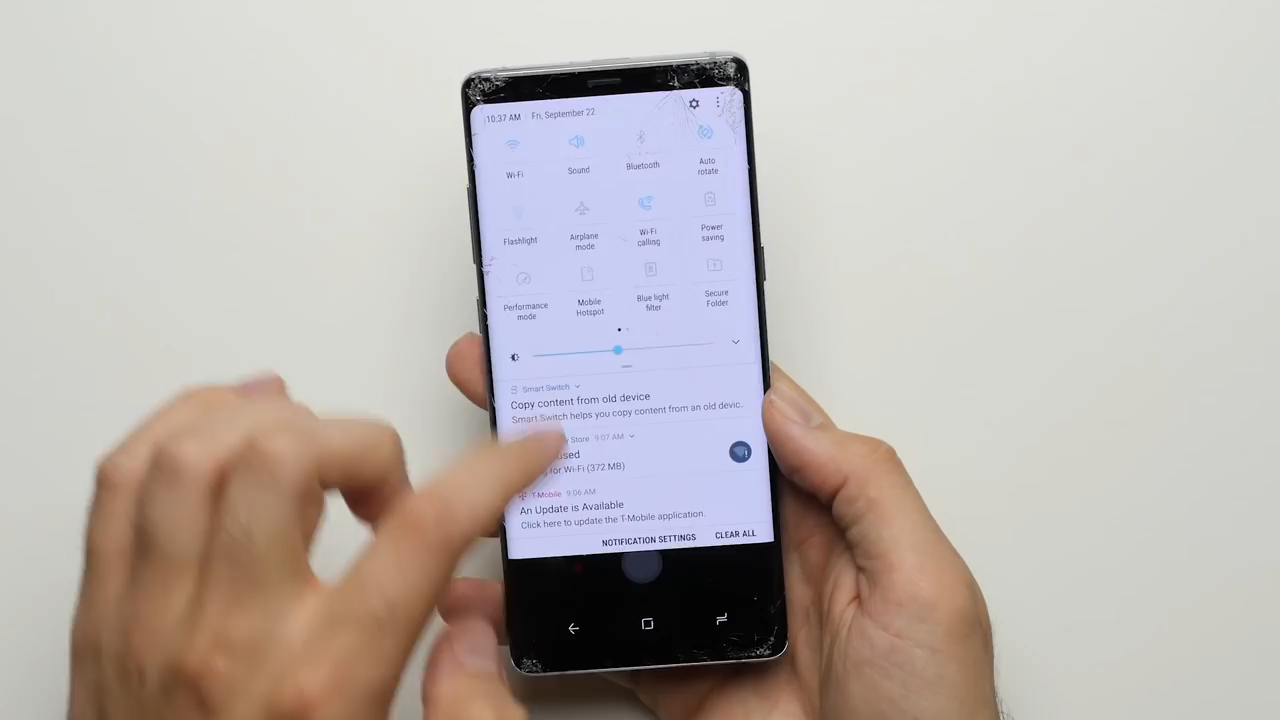 10:37 AM Fri, September 22
Wi-Fi Sound Bluetooth Auto rotate
Flashlight Airplane mode Wi-Fi calling Power saving
Performance mode Mobile Hotspot Blue light filter Secure Folder
Smart Switch
Copy content from old device
Smart Switch helps you copy content from an old devic.
Store 9:07 AM
used
for Wi-Fi (372 MB)
T-Mobile 9:06 AM
An Update is Available
Click here to update the T-Mobile application.
NOTIFICATION SETTINGS CLEAR ALL